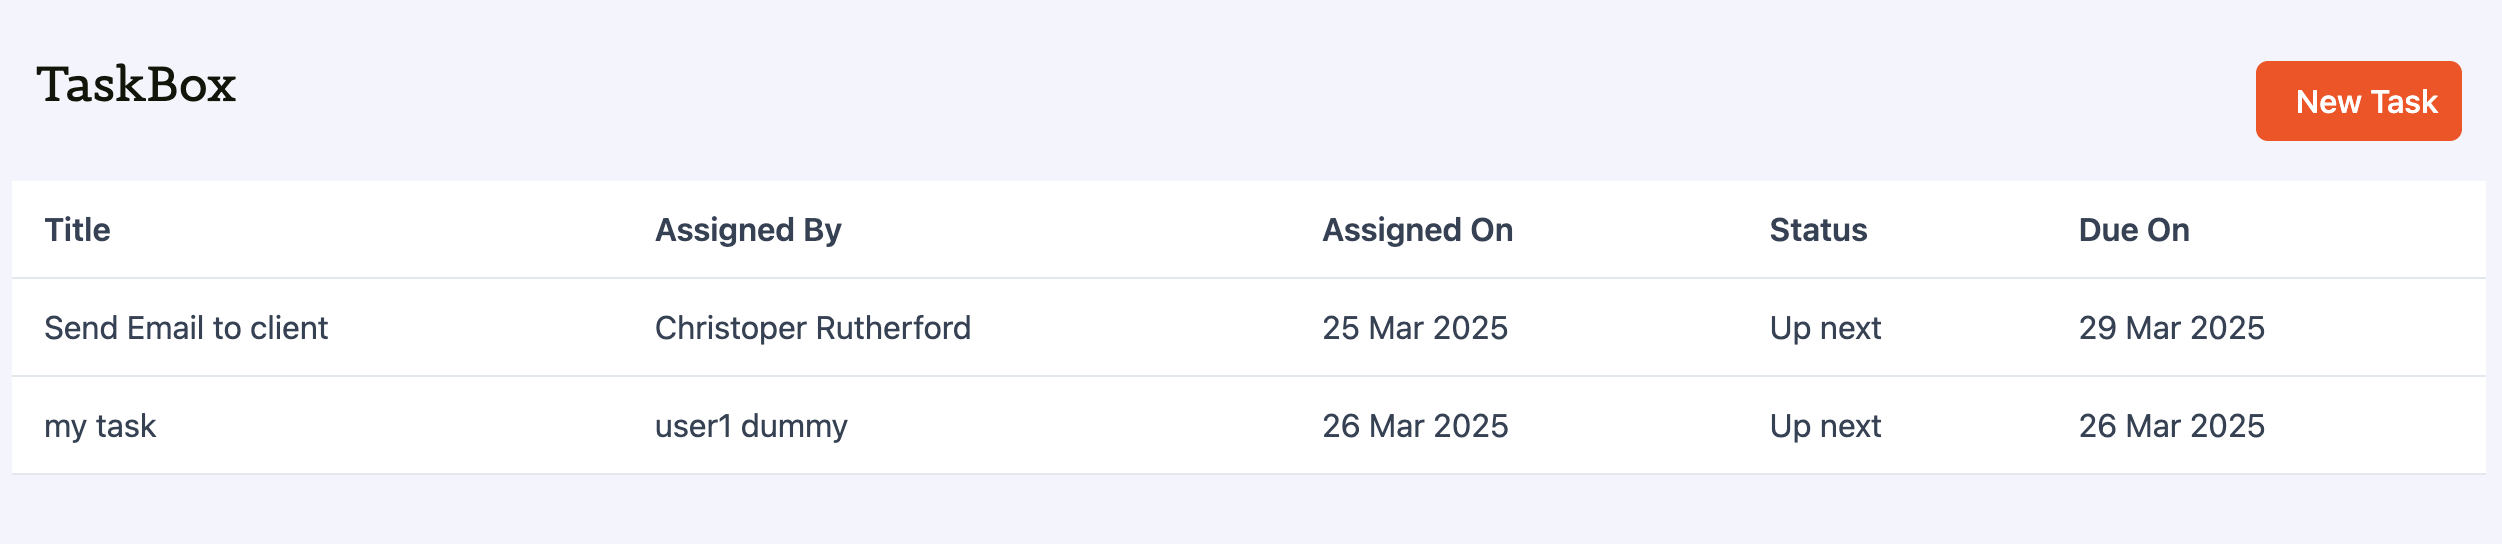 TaskBox
New Task
Title Assigned By Assigned On Status Due On
Send Email to client Christoper Rutherford 25 Mar 2025 Up next 29 Mar 2025
my task user1 dummy 26 Mar 2025 Up next 26 Mar 2025